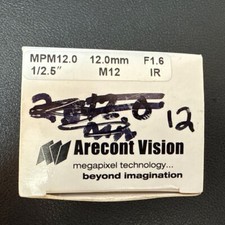 MPM12.0 12.0mm F1.6
1/2.5" M12 IR
12
Arecont Vision
megapixel technology...
beyond imagination